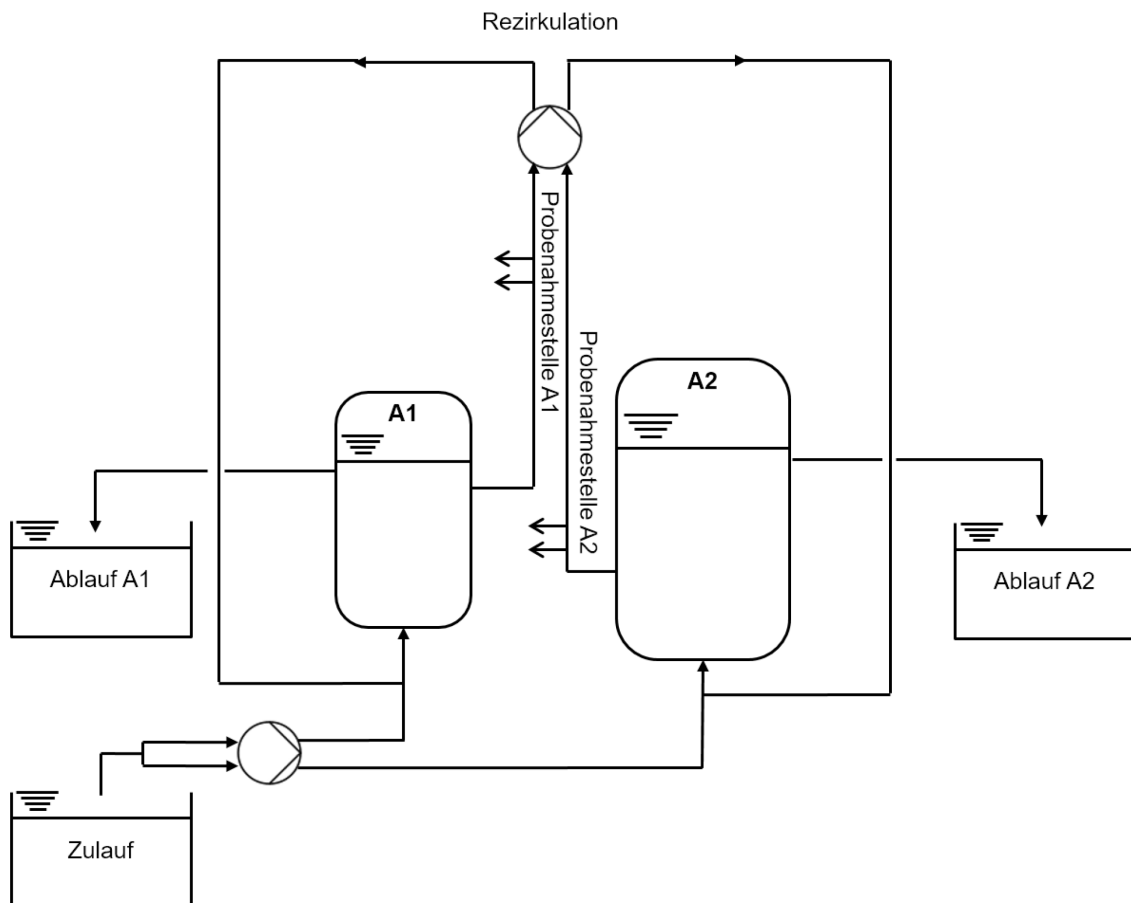 Rezirkulation
Probenahmestelle A1
Probenahmestelle A2
A1
A2
Ablauf A1
Ablauf A2
Zulauf